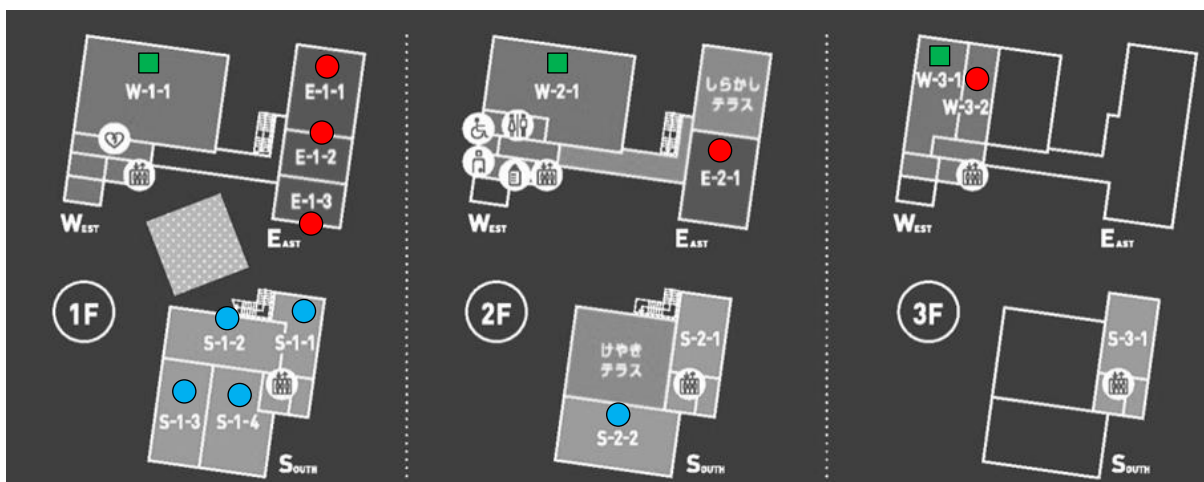 W-1-1
E-1-1
E-1-2
E-1-3
WEST
EAST
1F
S-1-1
S-1-2
S-1-3
S-1-4
SOUTH
W-2-1
しらかし
テラス
E-2-1
WEST
EAST
2F
S-2-1
けやき
テラス
S-2-2
SOUTH
W-3-1
W-3-2
WEST
EAST
3F
S-3-1
SOUTH